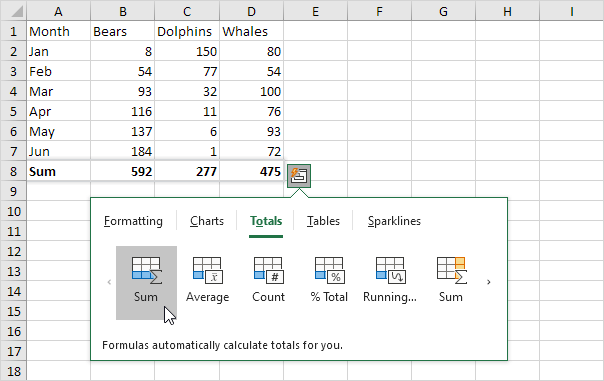 A B C D E F G H I
1 Month Bears Dolphins Whales
2 Jan 8 150 80
3 Feb 54 77 54
4 Mar 93 32 100
5 Apr 116 11 76
6 May 137 6 93
7 Jun 184 1 72
8 Sum 592 277 475
9
10
Formatting Charts Totals Tables Sparklines
11
12
13
14
Sum Average Count % Total Running... Sum
15
16
17
Formulas automatically calculate totals for you.
18